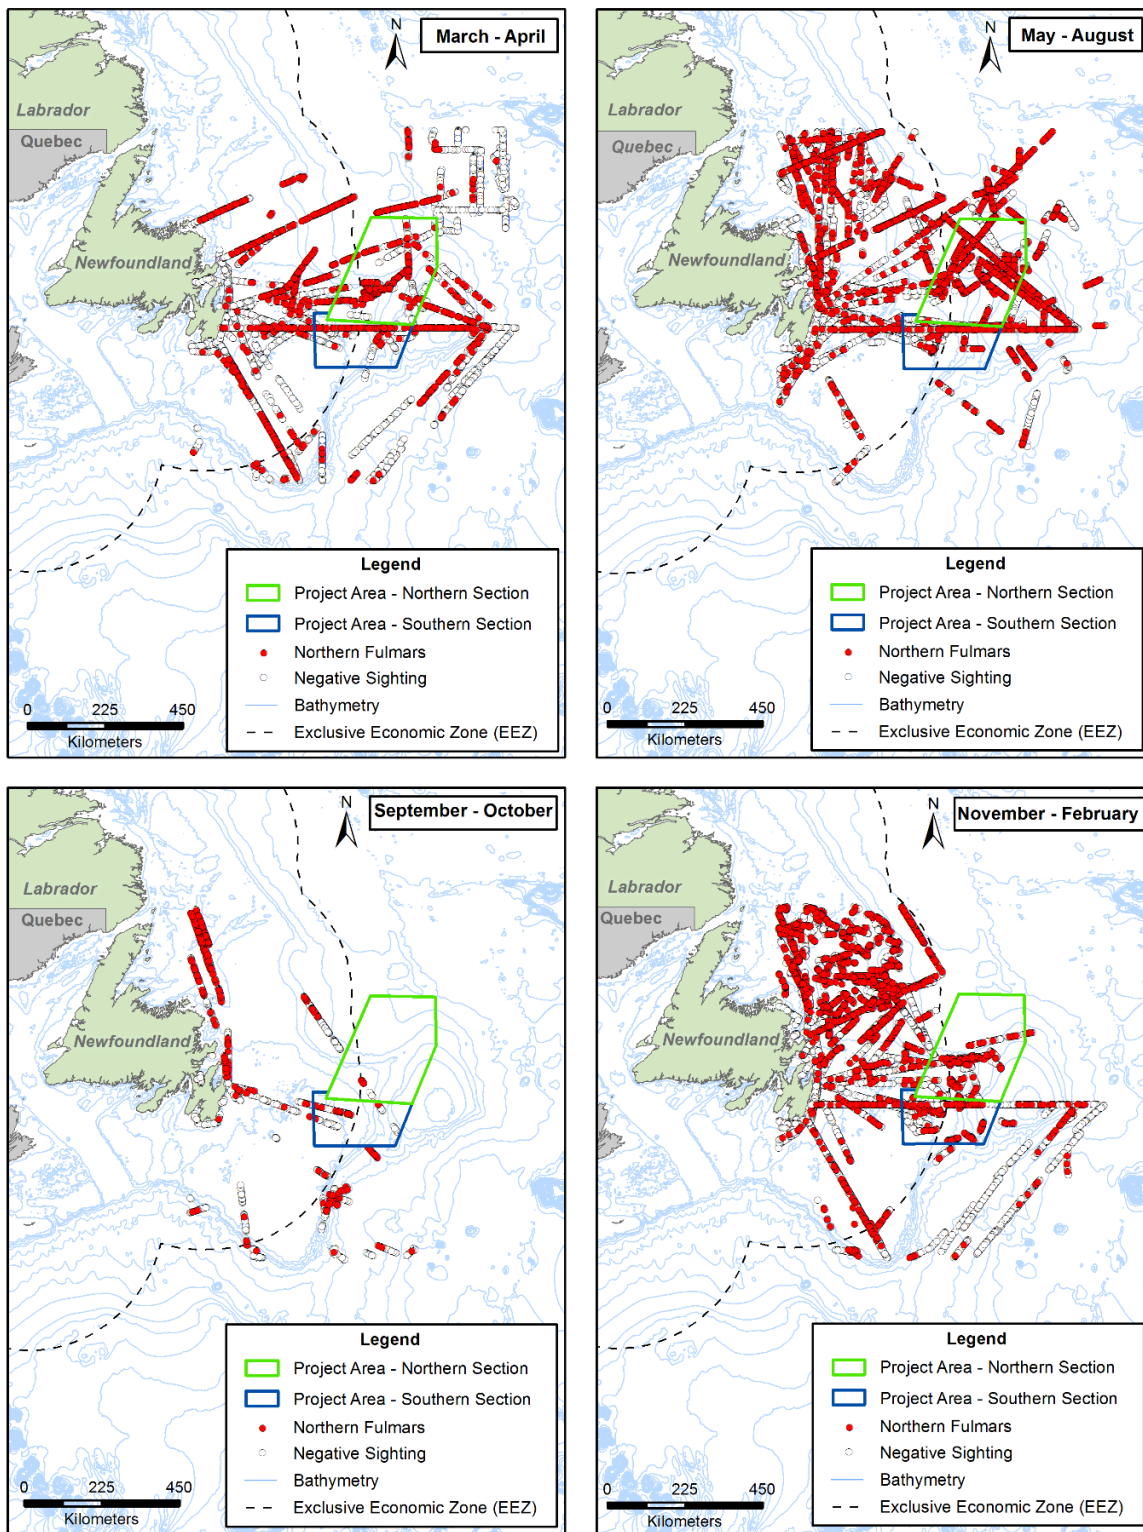 N
March - April
Labrador
Quebec
Newfoundland
Legend
Project Area - Northern Section
Project Area - Southern Section
Northern Fulmars
Negative Sighting
Bathymetry
Exclusive Economic Zone (EEZ)
0 225 450
Kilometers
N
May - August
Labrador
Quebec
Newfoundland
Legend
Project Area - Northern Section
Project Area - Southern Section
Northern Fulmars
Negative Sighting
Bathymetry
Exclusive Economic Zone (EEZ)
0 225 450
Kilometers
N
September - October
Labrador
Quebec
Newfoundland
Legend
Project Area - Northern Section
Project Area - Southern Section
Northern Fulmars
Negative Sighting
Bathymetry
Exclusive Economic Zone (EEZ)
0 225 450
Kilometers
N
November - February
Labrador
Quebec
Newfoundland
Legend
Project Area - Northern Section
Project Area - Southern Section
Northern Fulmars
Negative Sighting
Bathymetry
Exclusive Economic Zone (EEZ)
0 225 450
Kilometers